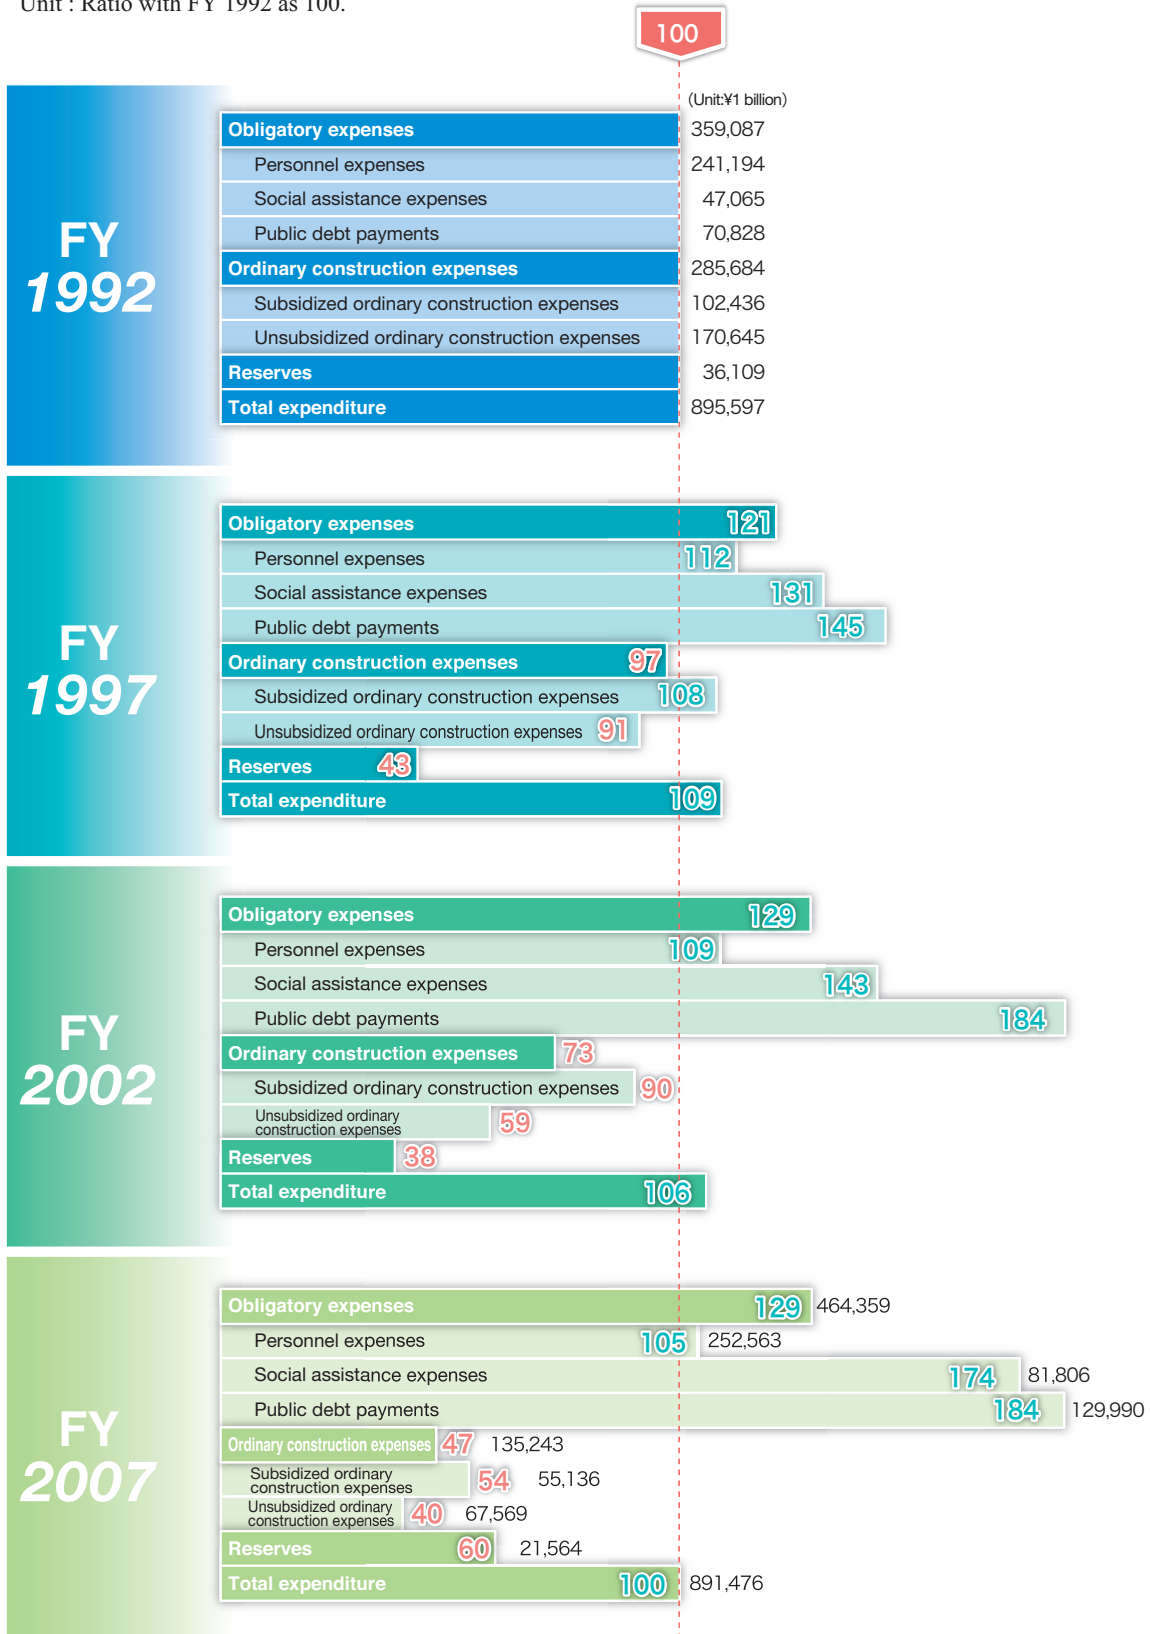 Unit : Ratio with FY 1992 as 100.
100
(Unit:¥1 billion)
FY
1992
Obligatory expenses 359,087
Personnel expenses 241,194
Social assistance expenses 47,065
Public debt payments 70,828
Ordinary construction expenses 285,684
Subsidized ordinary construction expenses 102,436
Unsubsidized ordinary construction expenses 170,645
Reserves 36,109
Total expenditure 895,597
FY
1997
Obligatory expenses 121
Personnel expenses 112
Social assistance expenses 131
Public debt payments 145
Ordinary construction expenses 97
Subsidized ordinary construction expenses 108
Unsubsidized ordinary construction expenses 91
Reserves 43
Total expenditure 109
FY
2002
Obligatory expenses 129
Personnel expenses 109
Social assistance expenses 143
Public debt payments 184
Ordinary construction expenses 73
Subsidized ordinary construction expenses 90
Unsubsidized ordinary
construction expenses 59
Reserves 38
Total expenditure 106
FY
2007
Obligatory expenses 129 464,359
Personnel expenses 105 252,563
Social assistance expenses 174 81,806
Public debt payments 184 129,990
Ordinary construction expenses 47 135,243
Subsidized ordinary
construction expenses 54 55,136
Unsubsidized ordinary
construction expenses 40 67,569
Reserves 60 21,564
Total expenditure 100 891,476